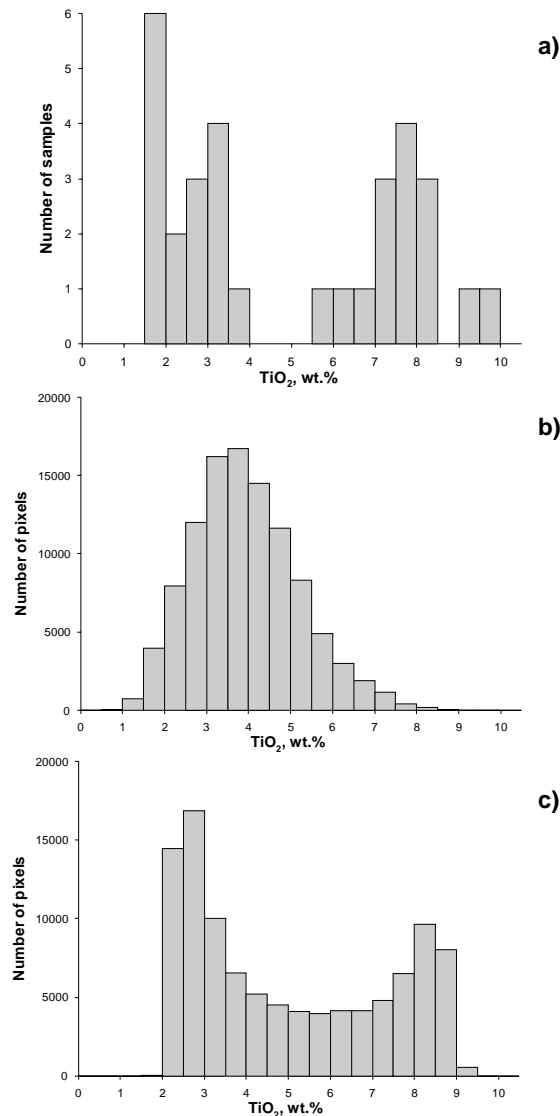 a)
6
5
4
3
2
1
0
Number of samples
0 1 2 3 4 5 6 7 8 9 10
TiO₂, wt.%
b)
20000
15000
10000
5000
0
Number of pixels
0 1 2 3 4 5 6 7 8 9 10
TiO₂, wt.%
c)
20000
15000
10000
5000
0
Number of pixels
0 1 2 3 4 5 6 7 8 9 10
TiO₂, wt.%